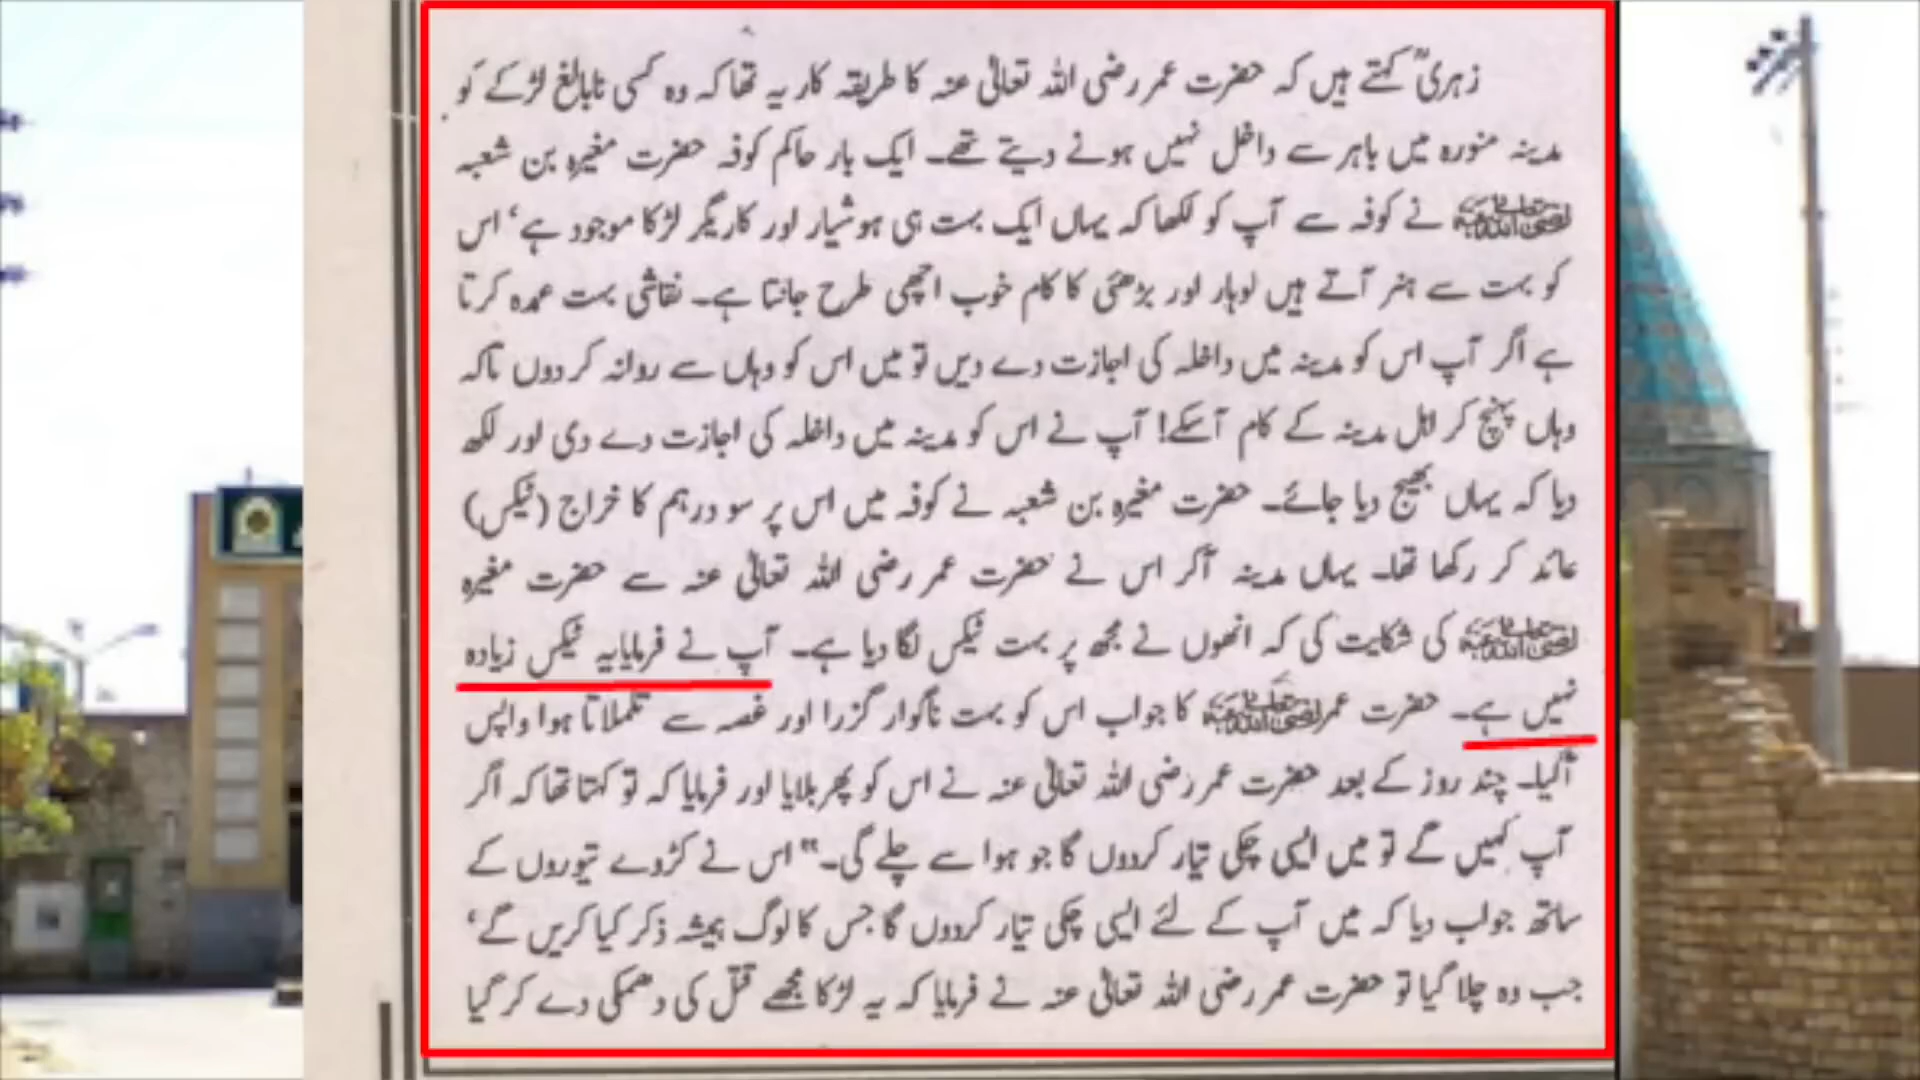 زہریؒ کہتے ہیں کہ حضرت عمر رضی اللہ تعالیٰ عنہ کا طریقہ کار یہ تھا کہ وہ کسی نابالغ لڑکے کو
مدینہ منورہ میں باہر سے داخل نہیں ہونے دیتے تھے۔ ایک بار حاکم کوفہ حضرت مغیرہ بن شعبہ
رضی اللہ عنہ نے کوفہ سے آپ کو لکھا کہ یہاں ایک بہت ہی ہوشیار اور کاریگر لڑکا موجود ہے‘ اس
کو بہت سے ہنر آتے ہیں لوہار اور بڑھئی کا کام خوب اچھی طرح جانتا ہے۔ نقاشی بہت عمدہ کرتا
ہے اگر آپ اس کو مدینہ میں داخلہ کی اجازت دے دیں تو میں اس کو وہاں سے روانہ کردوں تاکہ
وہاں پہنچ کر اہل مدینہ کے کام آسکے! آپ نے اس کو مدینہ میں داخلہ کی اجازت دے دی اور لکھ
دیا کہ یہاں بھیج دیا جائے۔ حضرت مغیرہ بن شعبہ نے کوفہ میں اس پر سو درہم کا خراج (ٹیکس)
عائد کر رکھا تھا۔ یہاں مدینہ آکر اس نے حضرت عمر رضی اللہ تعالیٰ عنہ سے حضرت مغیرہ
رضی اللہ عنہ کی شکایت کی کہ انھوں نے مجھ پر بہت ٹیکس لگا دیا ہے۔ آپ نے فرمایا یہ ٹیکس زیادہ
نہیں ہے۔ حضرت عمر رضی اللہ عنہ کا جواب اس کو بہت ناگوار گزرا اور غصہ سے تلملاتا ہوا واپس
آگیا۔ چند روز کے بعد حضرت عمر رضی اللہ تعالیٰ عنہ نے اس کو پھر بلایا اور فرمایا کہ تو کہتا تھا کہ اگر
آپ کہیں گے تو میں ایسی چکی تیار کردوں گا جو ہوا سے چلے گی۔" اس نے کڑوے تیوروں کے
ساتھ جواب دیا کہ میں آپ کے لئے ایسی چکی تیار کردوں گا جس کا لوگ ہمیشہ ذکر کیا کریں گے‘
جب وہ چلا گیا تو حضرت عمر رضی اللہ تعالیٰ عنہ نے فرمایا کہ یہ لڑکا مجھے قتل کی دھمکی دے کر گیا